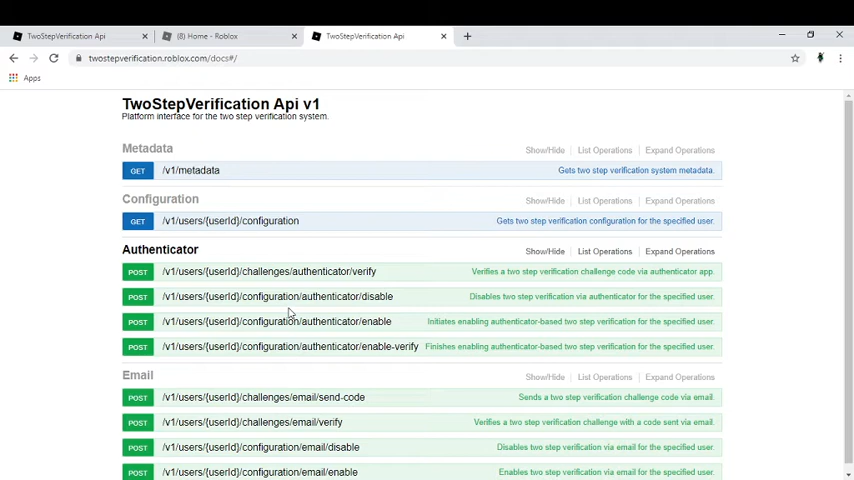 TwoStepVerification Api
(8) Home - Roblox
TwoStepVerification Api
twostepverification.roblox.com/docs#/
Apps
TwoStepVerification Api v1
Platform interface for the two step verification system.
Metadata Show/Hide List Operations Expand Operations
GET /v1/metadata Gets two step verification system metadata.
Configuration Show/Hide List Operations Expand Operations
GET /v1/users/{userId}/configuration Gets two step verification configuration for the specified user.
Authenticator Show/Hide List Operations Expand Operations
POST /v1/users/{userId}/challenges/authenticator/verify Verifies a two step verification challenge code via authenticator app.
POST /v1/users/{userId}/configuration/authenticator/disable Disables two step verification via authenticator for the specified user.
POST /v1/users/{userId}/configuration/authenticator/enable Initiates enabling authenticator-based two step verification for the specified user.
POST /v1/users/{userId}/configuration/authenticator/enable-verify Finishes enabling authenticator-based two step verification for the specified user.
Email Show/Hide List Operations Expand Operations
POST /v1/users/{userId}/challenges/email/send-code Sends a two step verification challenge code via email.
POST /v1/users/{userId}/challenges/email/verify Verifies a two step verification challenge with a code sent via email.
POST /v1/users/{userId}/configuration/email/disable Disables two step verification via email for the specified user.
POST /v1/users/{userId}/configuration/email/enable Enables two step verification via email for the specified user.